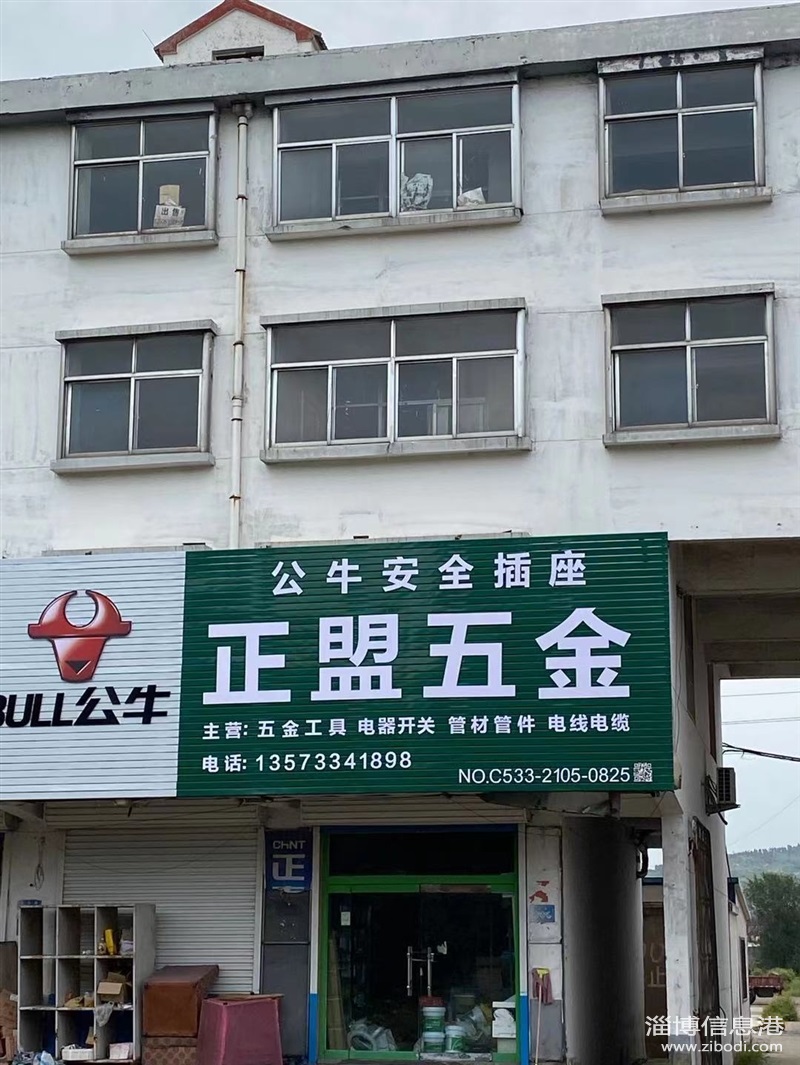 出售
公牛安全插座
正盟五金
BULL公牛
主营: 五金工具 电器开关 管材管件 电线电缆
电话: 13573341898
NO.C533-2105-0825
CHNT
正
淄博信息港
www.zibodi.com